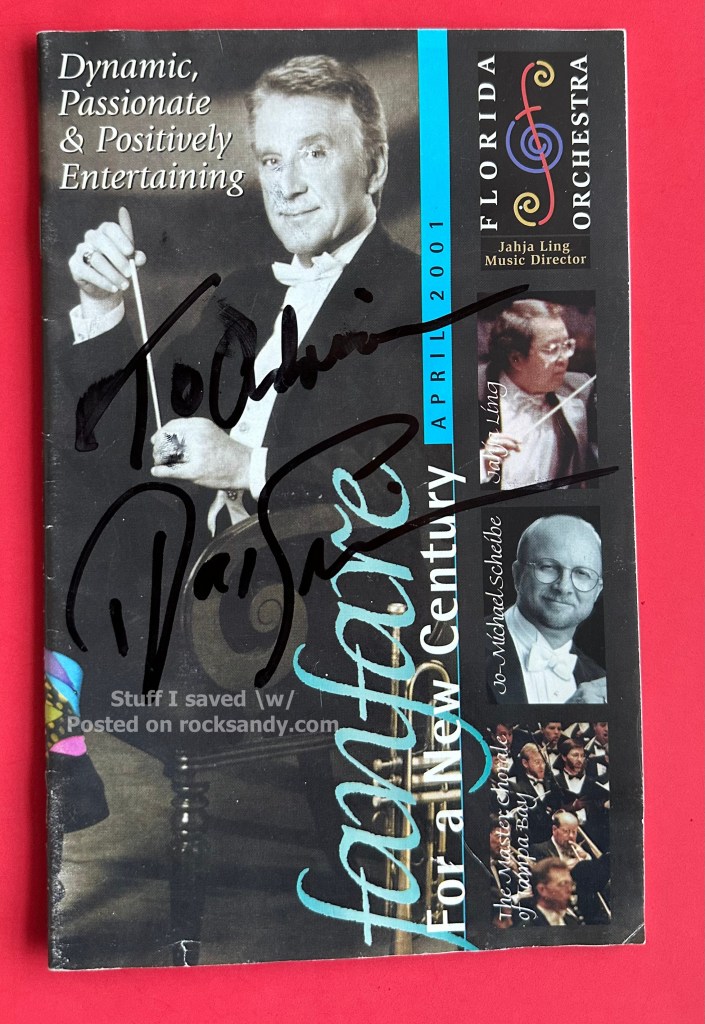 Dynamic,
Passionate
& Positively
Entertaining
FLORIDA
ORCHESTRA
Jahja Ling
Music Director
APRIL 2001
To
Jahja Ling
Jo-Michael Scheibe
The Master Chorale
of Tampa Bay
fanfare
For a New Century
Stuff I saved \w/
Posted on rocksandy.com